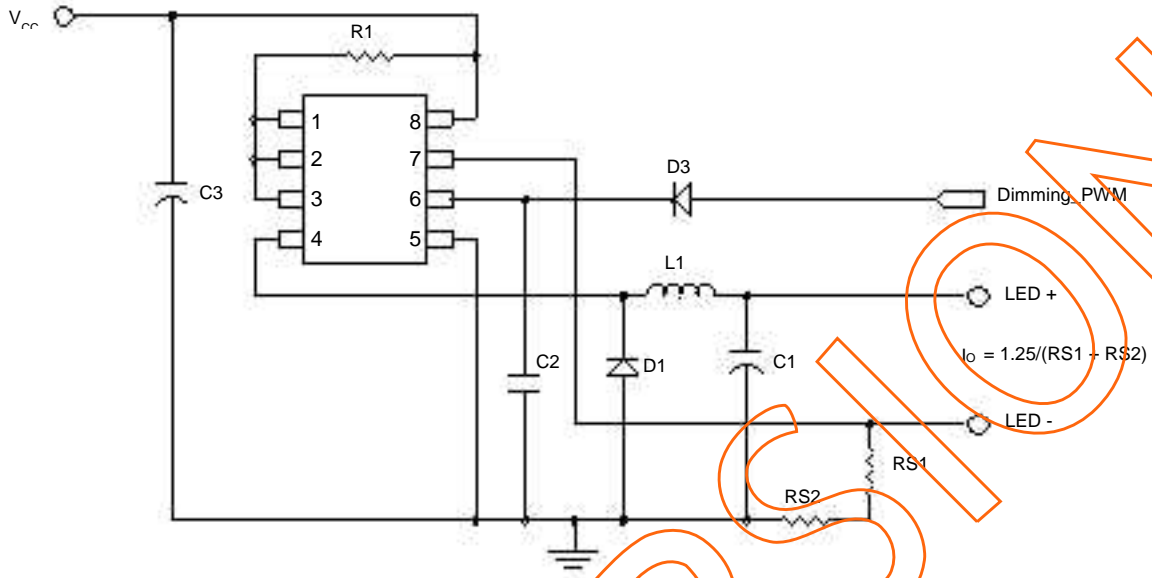 Vcc
R1
1 8
2 7
3 6
4 5
C3
D3
Dimming_PWM
L1
LED +
IO = 1.25/(RS1 + RS2)
C2
D1
C1
LED -
RS1
RS2